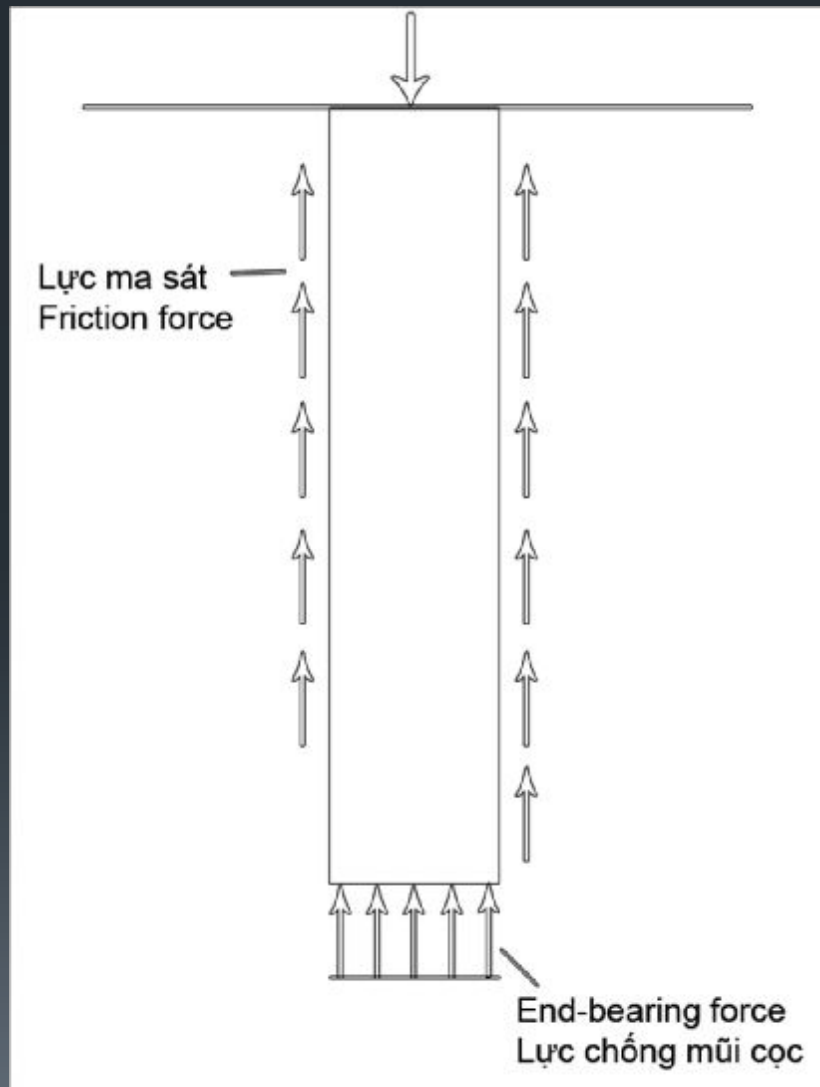 Lực ma sát
Friction force
End-bearing force
Lực chống mũi cọc